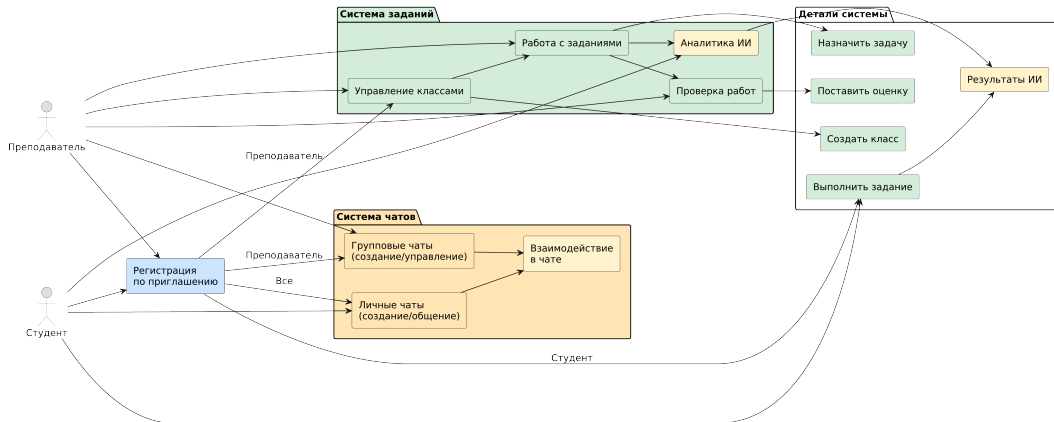 Система заданий
Детали системы
Работа с заданиями
Аналитика ИИ
Назначить задачу
Управление классами
Проверка работ
Поставить оценку
Результаты ИИ
Преподаватель
Создать класс
Преподаватель
Выполнить задание
Система чатов
Групповые чаты
(создание/управление)
Взаимодействие
в чате
Преподаватель
Регистрация
по приглашению
Все
Личные чаты
(создание/общение)
Студент
Студент